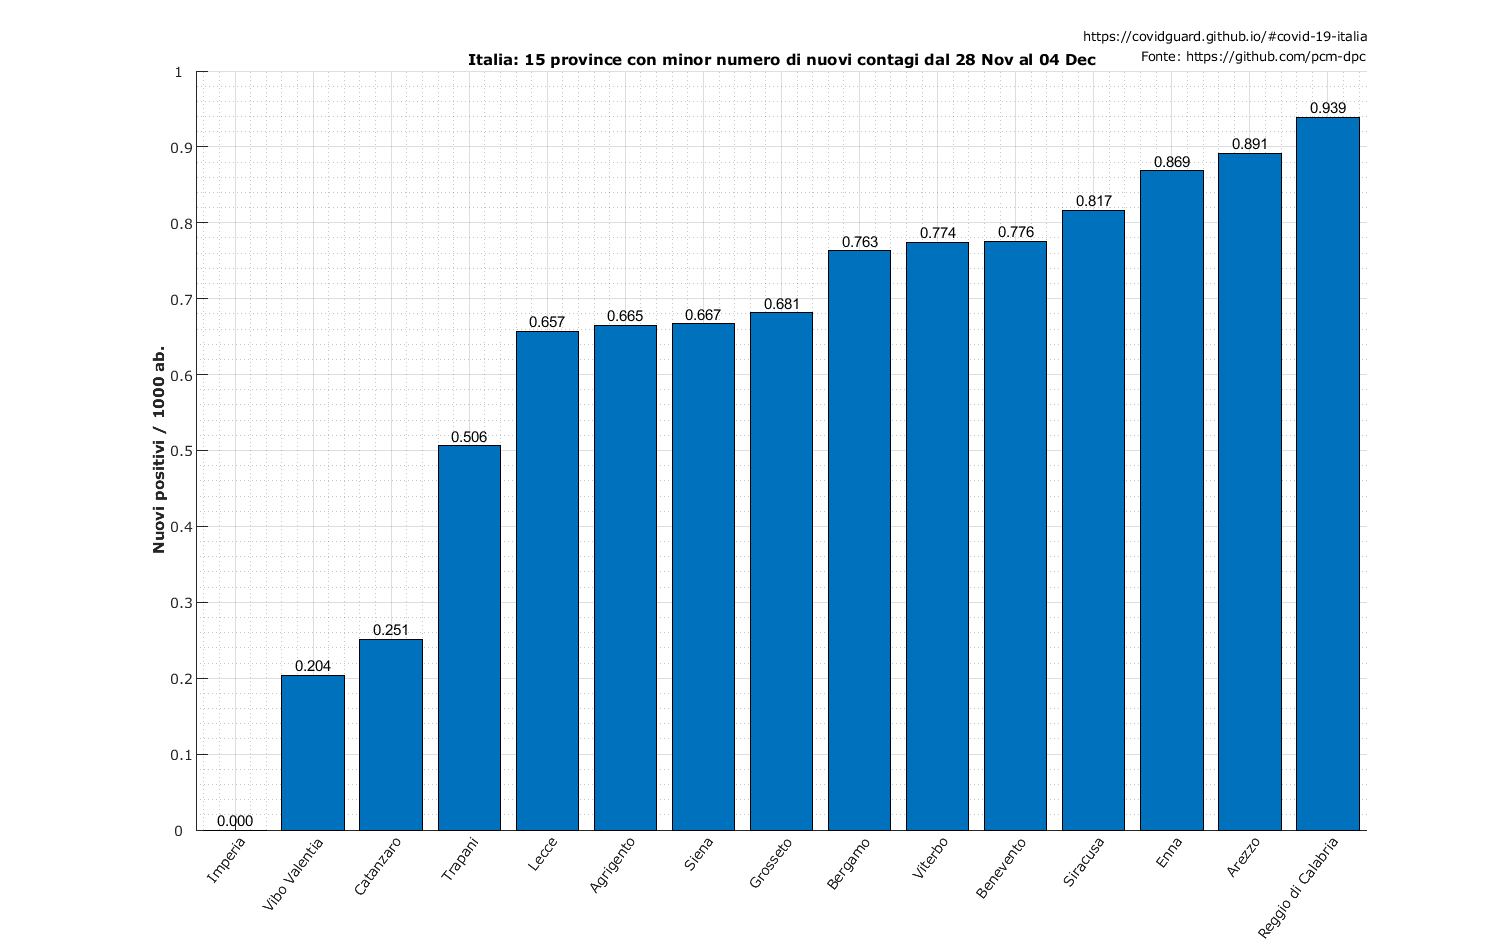 https://covidguard.github.io/#covid-19-italia
Italia: 15 province con minor numero di nuovi contagi dal 28 Nov al 04 Dec
Fonte: https://github.com/pcm-dpc
Nuovi positivi / 1000 ab.
1
0.9
0.8
0.7
0.6
0.5
0.4
0.3
0.2
0.1
0
0.000
0.204
0.251
0.506
0.657
0.665
0.667
0.681
0.763
0.774
0.776
0.817
0.869
0.891
0.939
Imperia
Vibo Valentia
Catanzaro
Trapani
Lecce
Agrigento
Siena
Grosseto
Bergamo
Viterbo
Benevento
Siracusa
Enna
Arezzo
Reggio di Calabria